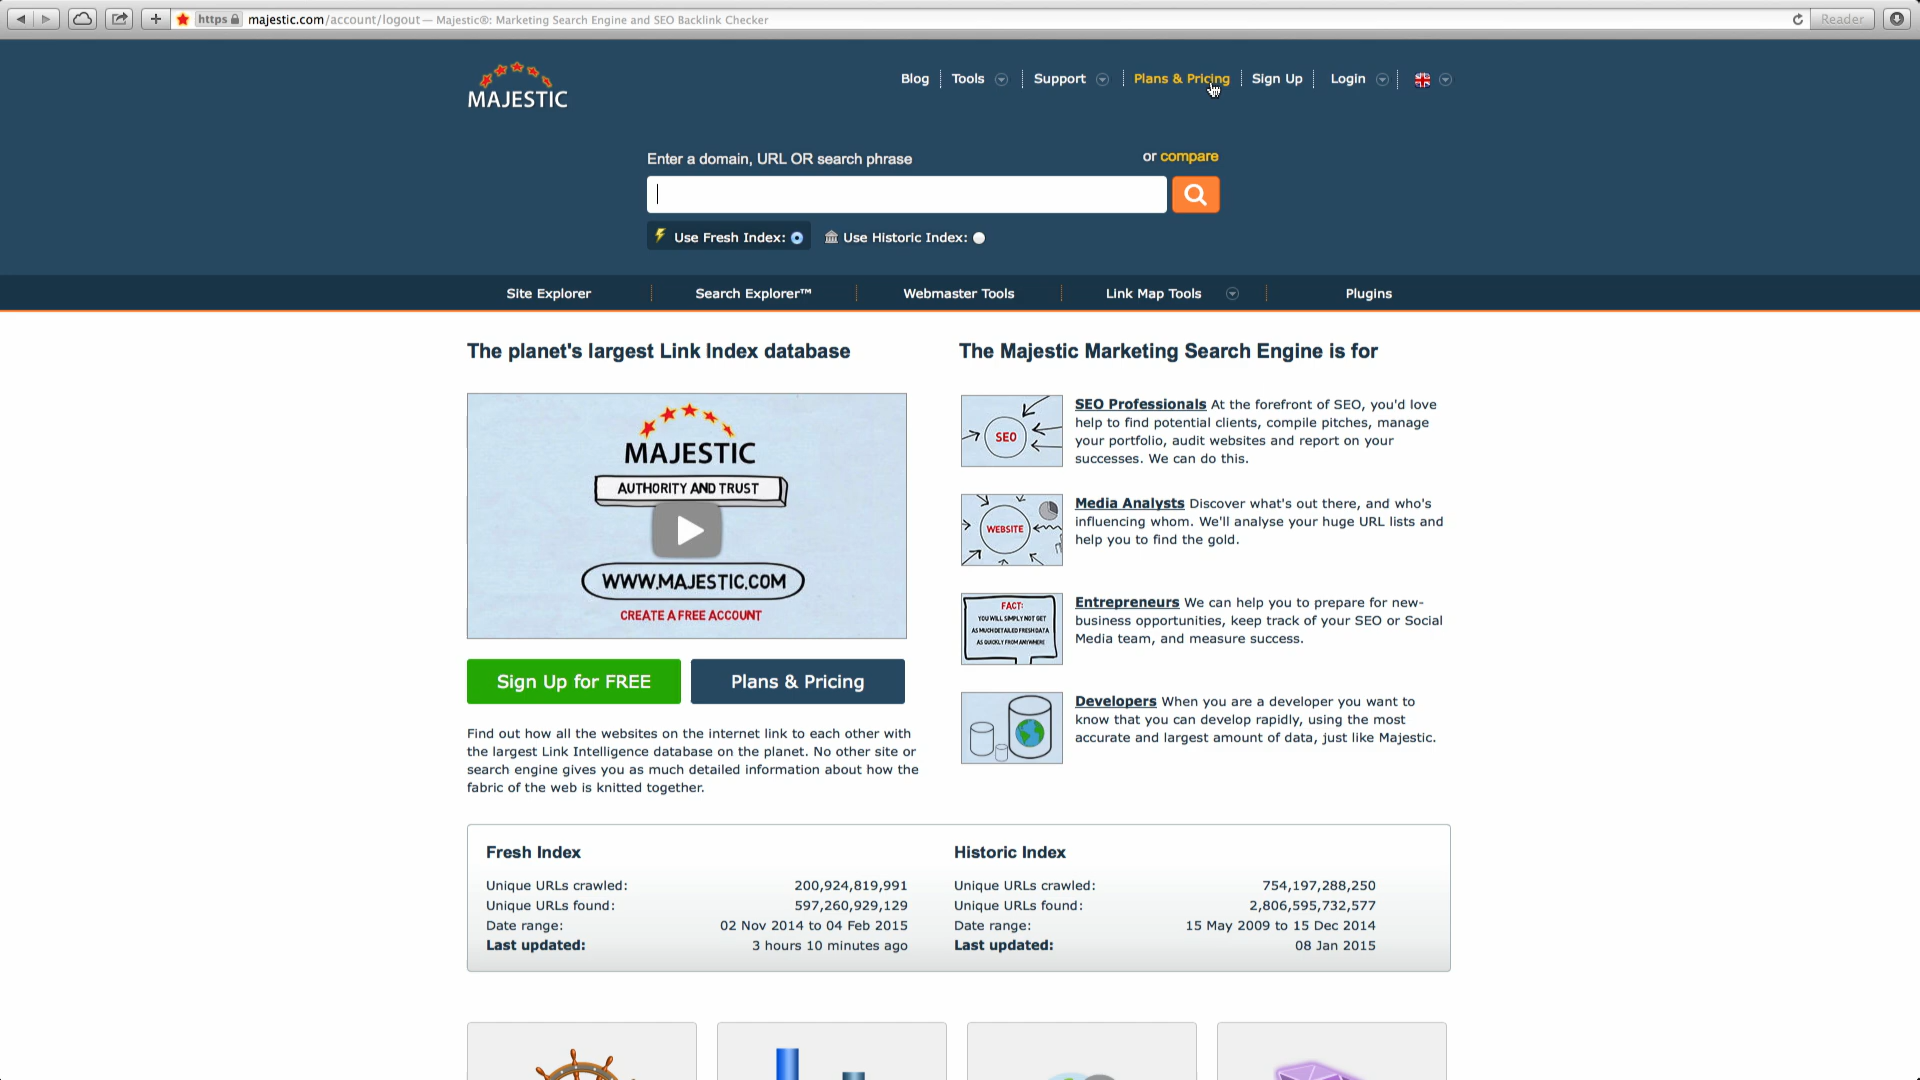 https majestic.com/account/logout — Majestic®: Marketing Search Engine and SEO Backlink Checker
Reader
MAJESTIC
Blog Tools Support Plans & Pricing Sign Up Login
Enter a domain, URL OR search phrase
or compare
Use Fresh Index: Use Historic Index:
Site Explorer Search Explorer™ Webmaster Tools Link Map Tools Plugins
The planet's largest Link Index database
MAJESTIC
AUTHORITY AND TRUST
WWW.MAJESTIC.COM
CREATE A FREE ACCOUNT
Sign Up for FREE
Plans & Pricing
Find out how all the websites on the internet link to each other with
the largest Link Intelligence database on the planet. No other site or
search engine gives you as much detailed information about how the
fabric of the web is knitted together.
The Majestic Marketing Search Engine is for
SEO
SEO Professionals At the forefront of SEO, you'd love
help to find potential clients, compile pitches, manage
your portfolio, audit websites and report on your
successes. We can do this.
WEBSITE
Media Analysts Discover what's out there, and who's
influencing whom. We'll analyse your huge URL lists and
help you to find the gold.
FACT:
YOU WILL SIMPLY NOT GET
AS MUCH DETAILED FRESH DATA
AS QUICKLY FROM ANYWHERE
Entrepreneurs We can help you to prepare for new-
business opportunities, keep track of your SEO or Social
Media team, and measure success.
Developers When you are a developer you want to
know that you can develop rapidly, using the most
accurate and largest amount of data, just like Majestic.
Fresh Index
Unique URLs crawled: 200,924,819,991
Unique URLs found: 597,260,929,129
Date range: 02 Nov 2014 to 04 Feb 2015
Last updated: 3 hours 10 minutes ago
Historic Index
Unique URLs crawled: 754,197,288,250
Unique URLs found: 2,806,595,732,577
Date range: 15 May 2009 to 15 Dec 2014
Last updated: 08 Jan 2015